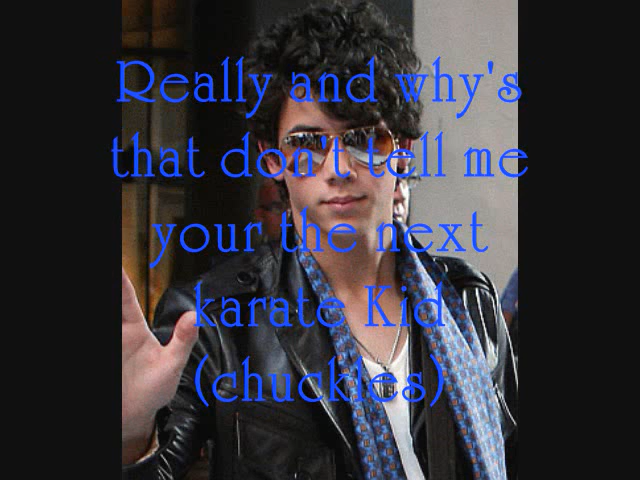 Really and why's
that don't tell me
your the next
karate Kid
(chuckles)